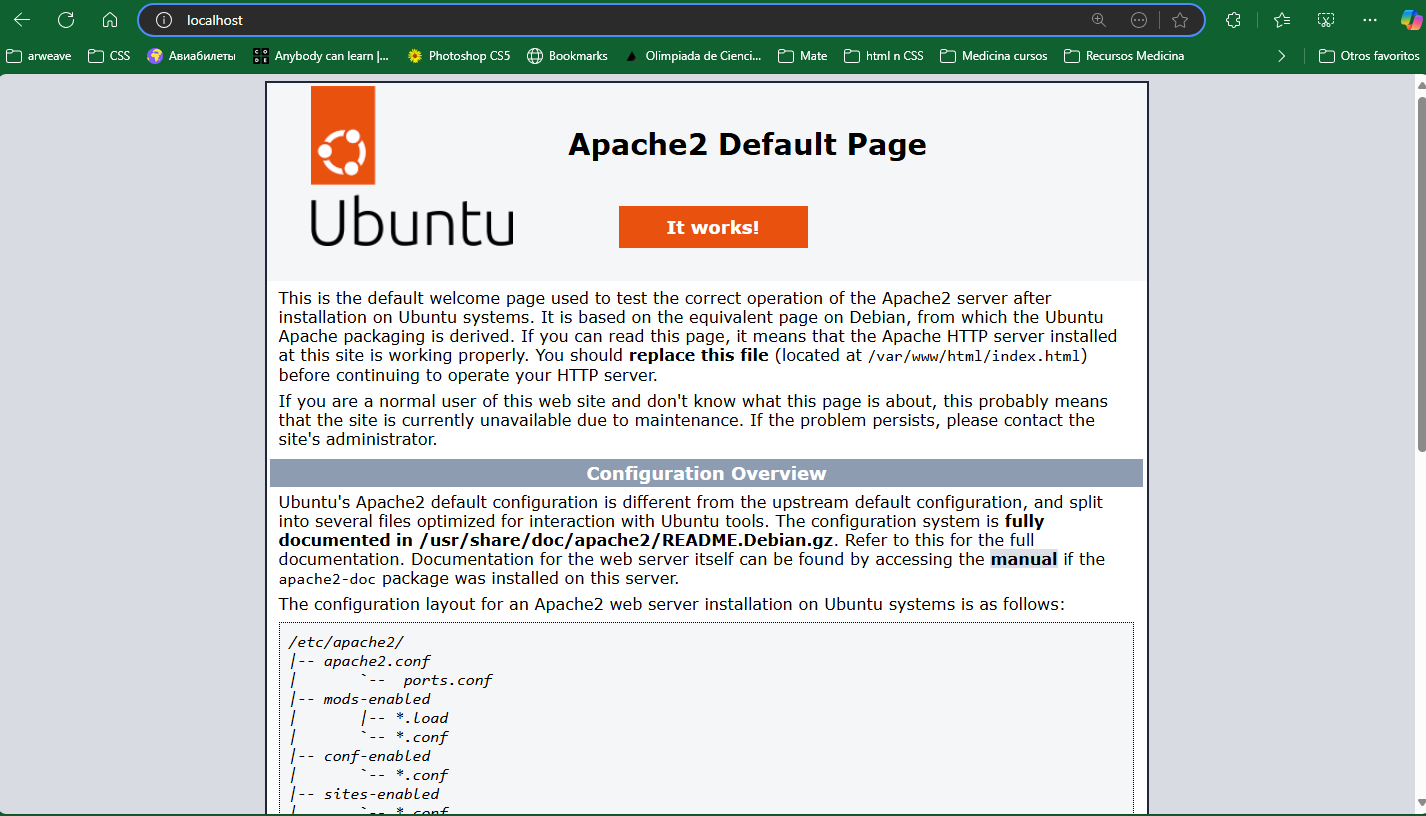 localhost
arweave
CSS
Авиабилеты
CODE
Anybody can learn |...
Photoshop CS5
Bookmarks
Olimpiada de Cienci...
Mate
html n CSS
Medicina cursos
Recursos Medicina
Otros favoritos
Ubuntu
Apache2 Default Page
It works!
This is the default welcome page used to test the correct operation of the Apache2 server after
installation on Ubuntu systems. It is based on the equivalent page on Debian, from which the Ubuntu
Apache packaging is derived. If you can read this page, it means that the Apache HTTP server installed
at this site is working properly. You should replace this file (located at /var/www/html/index.html)
before continuing to operate your HTTP server.
If you are a normal user of this web site and don't know what this page is about, this probably means
that the site is currently unavailable due to maintenance. If the problem persists, please contact the
site's administrator.
Configuration Overview
Ubuntu's Apache2 default configuration is different from the upstream default configuration, and split
into several files optimized for interaction with Ubuntu tools. The configuration system is fully
documented in /usr/share/doc/apache2/README.Debian.gz. Refer to this for the full
documentation. Documentation for the web server itself can be found by accessing the manual if the
apache2-doc package was installed on this server.
The configuration layout for an Apache2 web server installation on Ubuntu systems is as follows:
/etc/apache2/
|-- apache2.conf
|       `--  ports.conf
|-- mods-enabled
|       |-- *.load
|       `-- *.conf
|-- conf-enabled
|       `-- *.conf
|-- sites-enabled
|       `-- *.conf